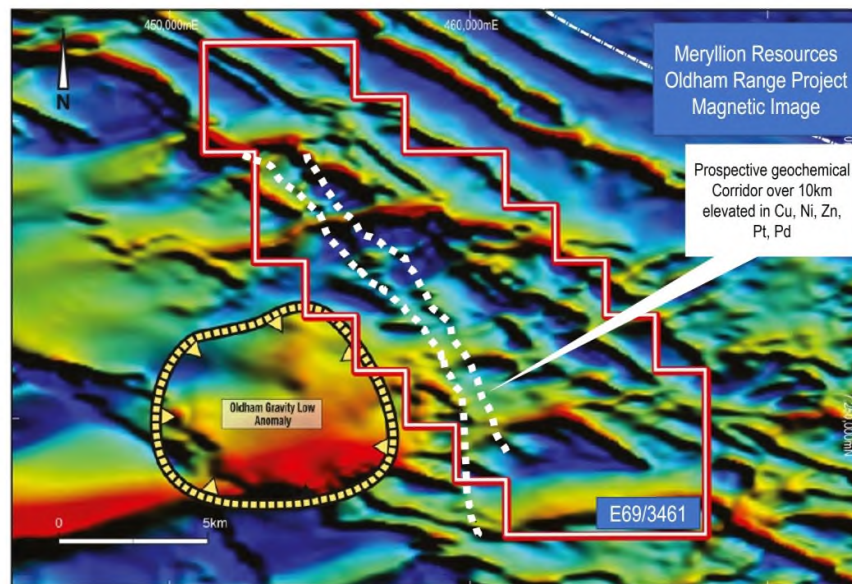 450,000mE
460,000mE
Meryllion Resources
Oldham Range Project
Magnetic Image
N
Prospective geochemical
Corridor over 10km
elevated in Cu, Ni, Zn,
Pt, Pd
Oldham Gravity Low
Anomaly
0
5km
E69/3461